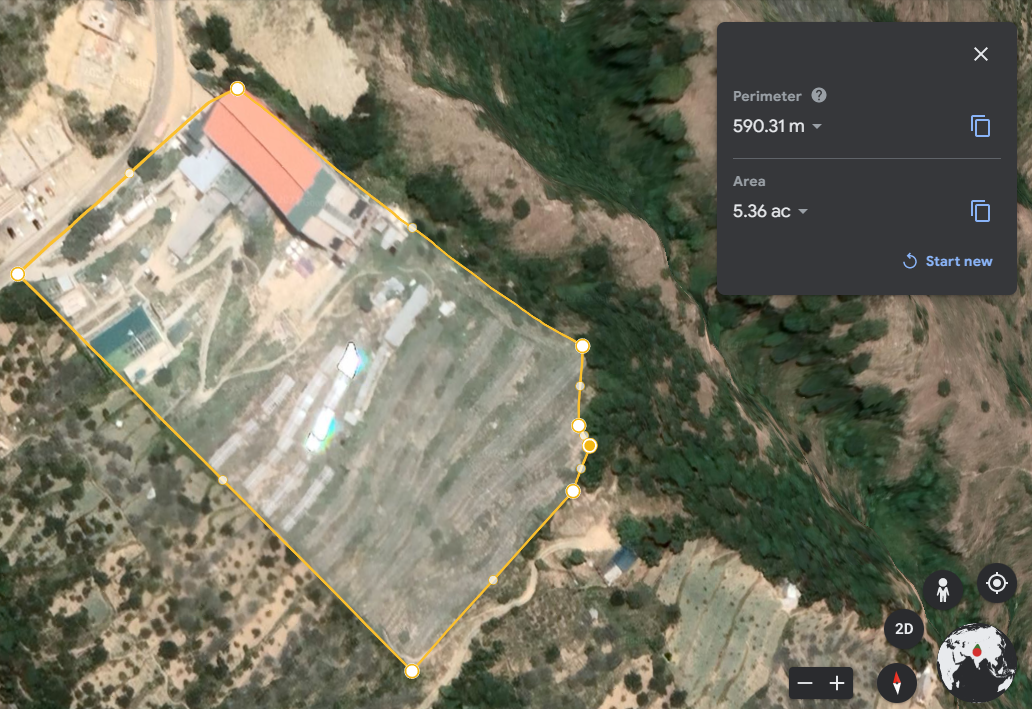 Perimeter
590.31 m
Area
5.36 ac
Start new
2D